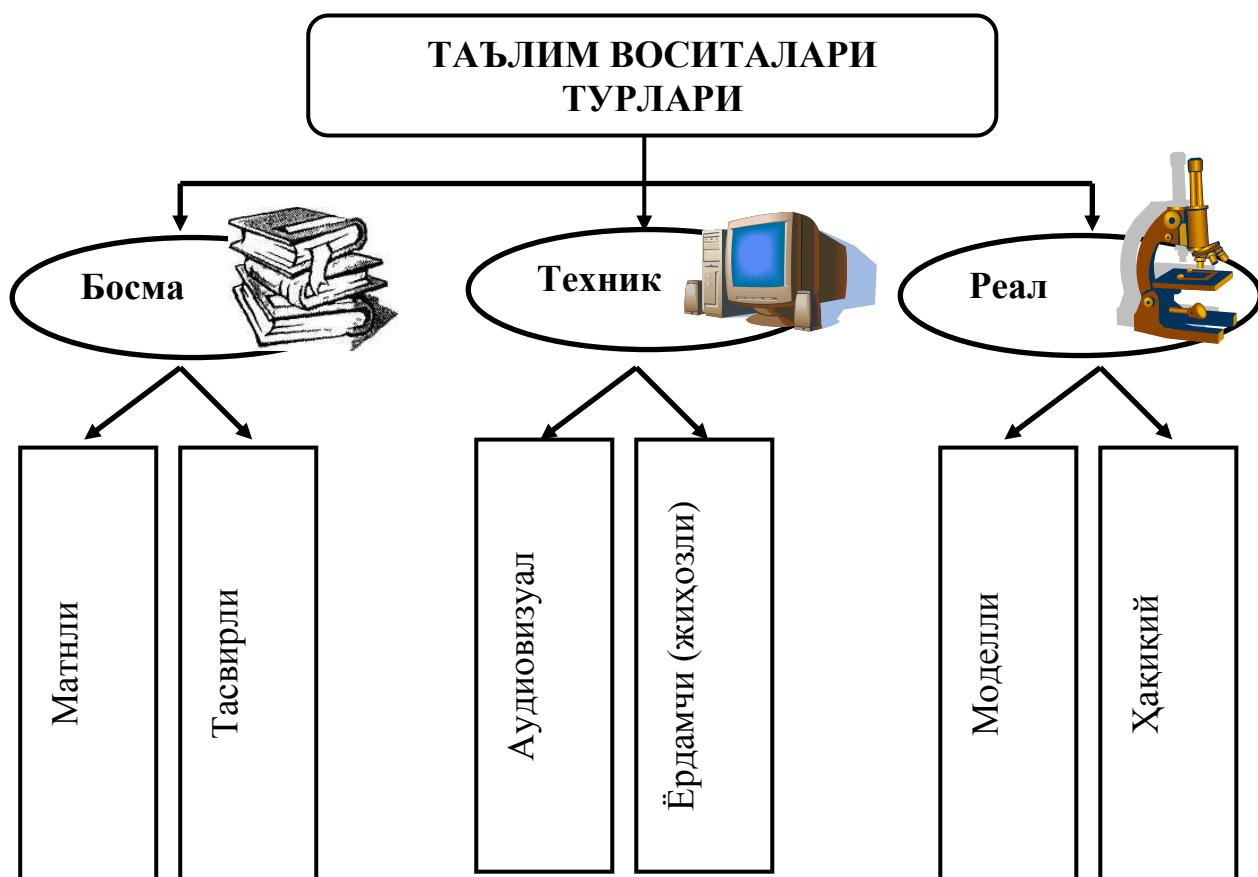 ТАЪЛИМ ВОСИТАЛАРИ
ТУРЛАРИ
Босма
Техник
Реал
Матнли
Тасвирли
Аудиовизуал
Ёрдамчи (жиҳозли)
Моделли
Ҳақиқий